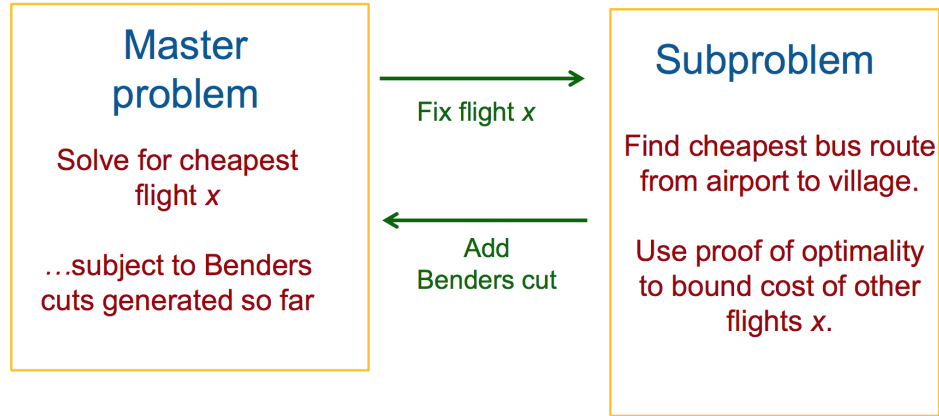 Master
problem
Solve for cheapest
flight x
…subject to Benders
cuts generated so far
Fix flight x
Add
Benders cut
Subproblem
Find cheapest bus route
from airport to village.
Use proof of optimality
to bound cost of other
flights x.